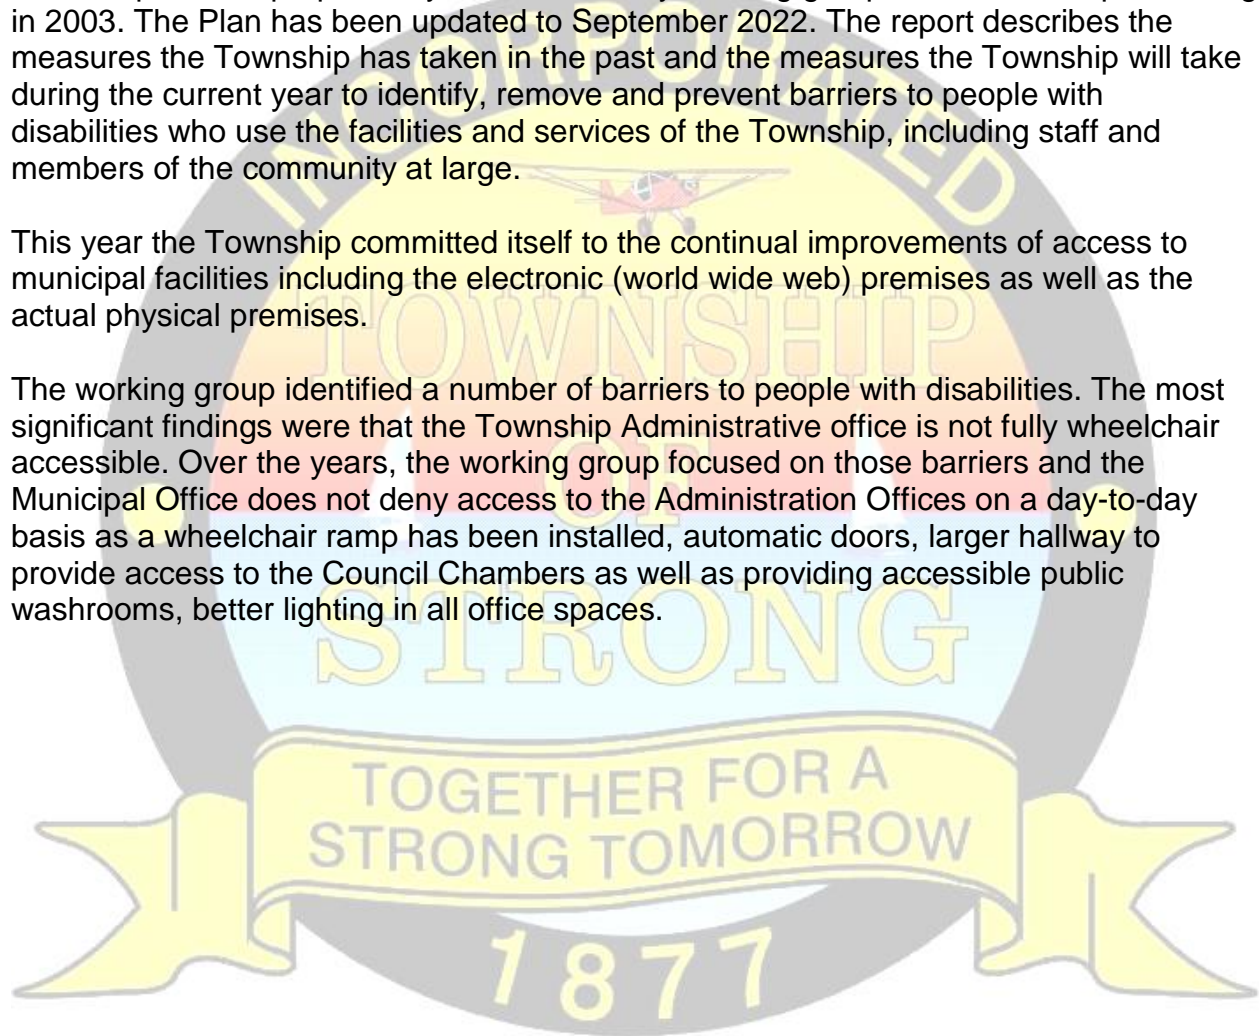 in 2003. The Plan has been updated to September 2022. The report describes the
measures the Township has taken in the past and the measures the Township will take
during the current year to identify, remove and prevent barriers to people with
disabilities who use the facilities and services of the Township, including staff and
members of the community at large.
This year the Township committed itself to the continual improvements of access to
municipal facilities including the electronic (world wide web) premises as well as the
actual physical premises.
The working group identified a number of barriers to people with disabilities. The most
significant findings were that the Township Administrative office is not fully wheelchair
accessible. Over the years, the working group focused on those barriers and the
Municipal Office does not deny access to the Administration Offices on a day-to-day
basis as a wheelchair ramp has been installed, automatic doors, larger hallway to
provide access to the Council Chambers as well as providing accessible public
washrooms, better lighting in all office spaces.
INCORPORATED
TOWNSHIP
OF
STRONG
TOGETHER FOR A
STRONG TOMORROW
1877